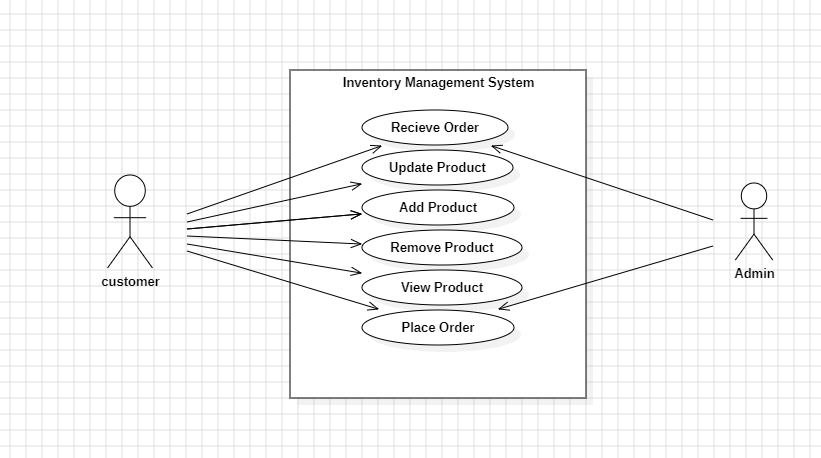 Inventory Management System
Recieve Order
Update Product
Add Product
Remove Product
View Product
Place Order
customer
Admin